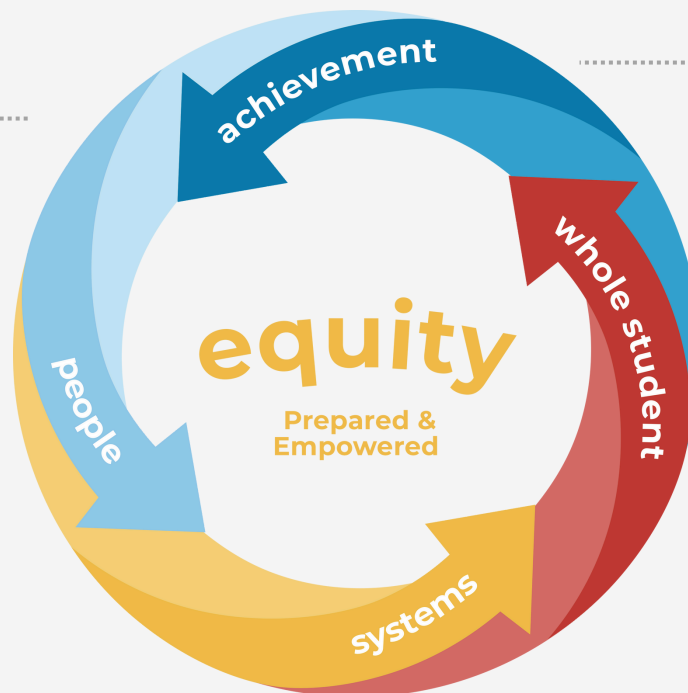 achievement
whole student
people
equity
Prepared &
Empowered
systems